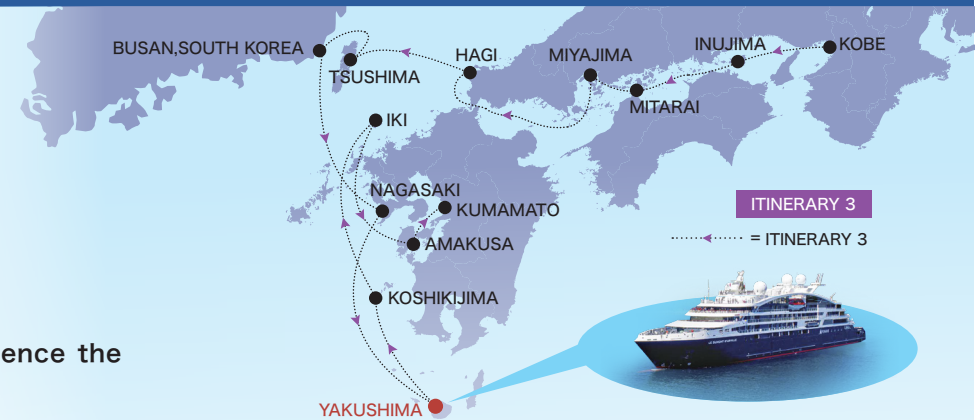 BUSAN,SOUTH KOREA
TSUSHIMA
HAGI
MIYAJIMA
INUJIMA
KOBE
MITARAI
IKI
NAGASAKI
KUMAMATO
AMAKUSA
KOSHIKIJIMA
YAKUSHIMA
ITINERARY 3
= ITINERARY 3
ence the